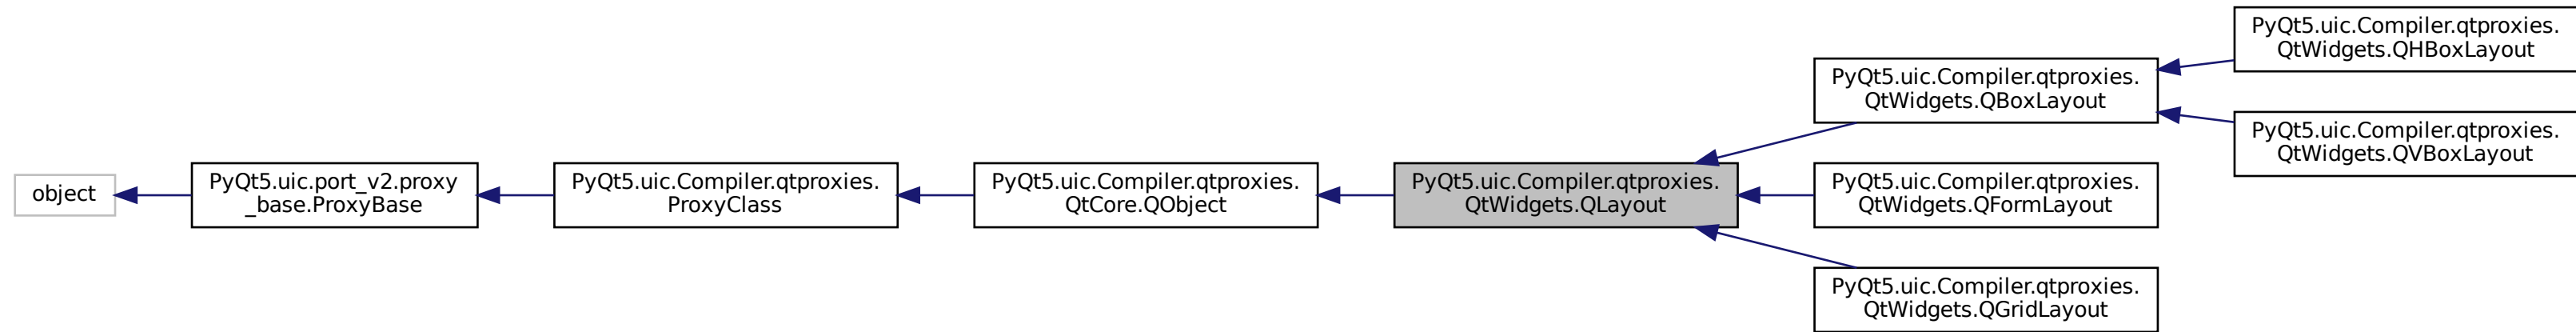 object
PyQt5.uic.port_v2.proxy
_base.ProxyBase
PyQt5.uic.Compiler.qtproxies.
ProxyClass
PyQt5.uic.Compiler.qtproxies.
QtCore.QObject
PyQt5.uic.Compiler.qtproxies.
QtWidgets.QLayout
PyQt5.uic.Compiler.qtproxies.
QtWidgets.QBoxLayout
PyQt5.uic.Compiler.qtproxies.
QtWidgets.QFormLayout
PyQt5.uic.Compiler.qtproxies.
QtWidgets.QGridLayout
PyQt5.uic.Compiler.qtproxies.
QtWidgets.QHBoxLayout
PyQt5.uic.Compiler.qtproxies.
QtWidgets.QVBoxLayout